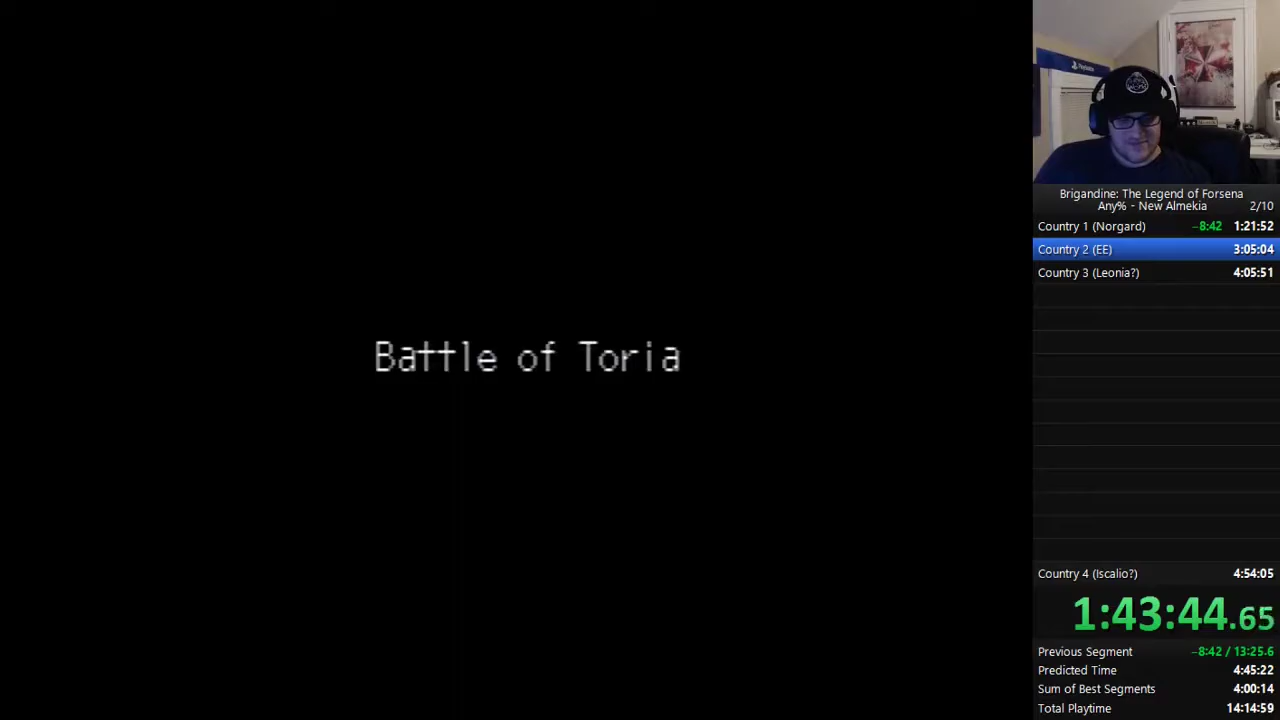 Battle of Toria
PlayStation
Brigandine: The Legend of Forsena
Any% - New Almekia 2/10
Country 1 (Norgard) -8:42 1:21:52
Country 2 (EE) 3:05:04
Country 3 (Leonia?) 4:05:51
Country 4 (Iscalio?) 4:54:05
1:43:44.65
Previous Segment -8:42 / 13:25.6
Predicted Time 4:45:22
Sum of Best Segments 4:00:14
Total Playtime 14:14:59